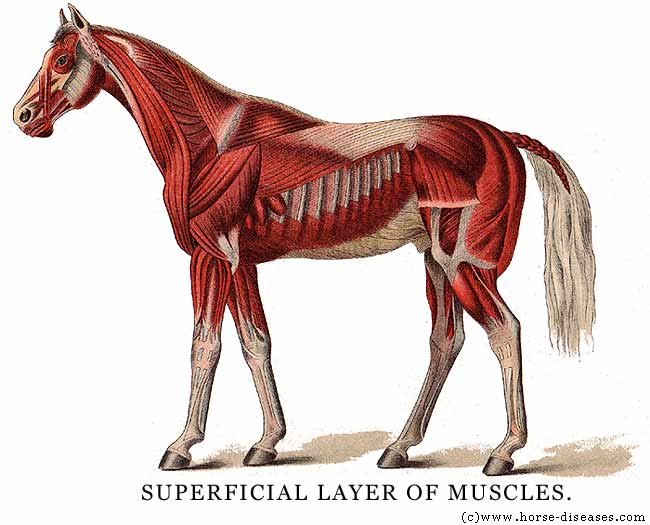 SUPERFICIAL LAYER OF MUSCLES.
(c)www.horse-diseases.com